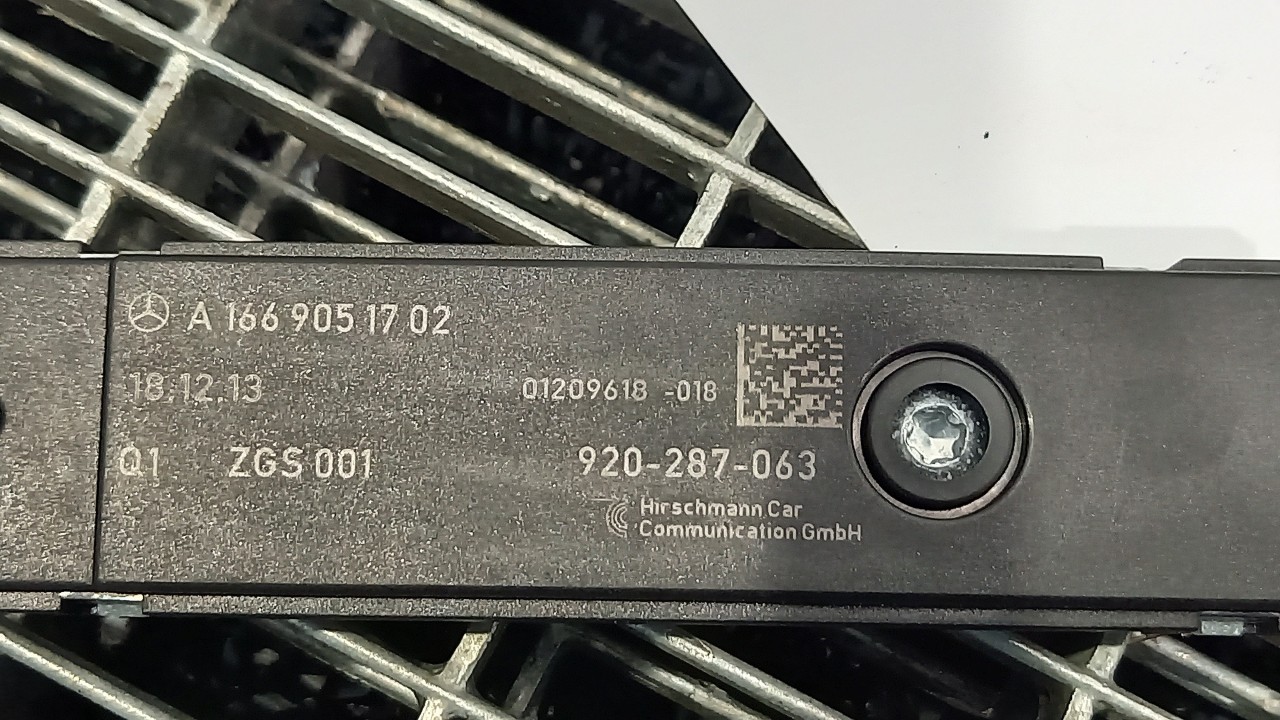 A 166 905 17 02
18.12.13
01209618 -018
Q1 ZGS 001
920-287-063
Hirschmann Car
Communication GmbH